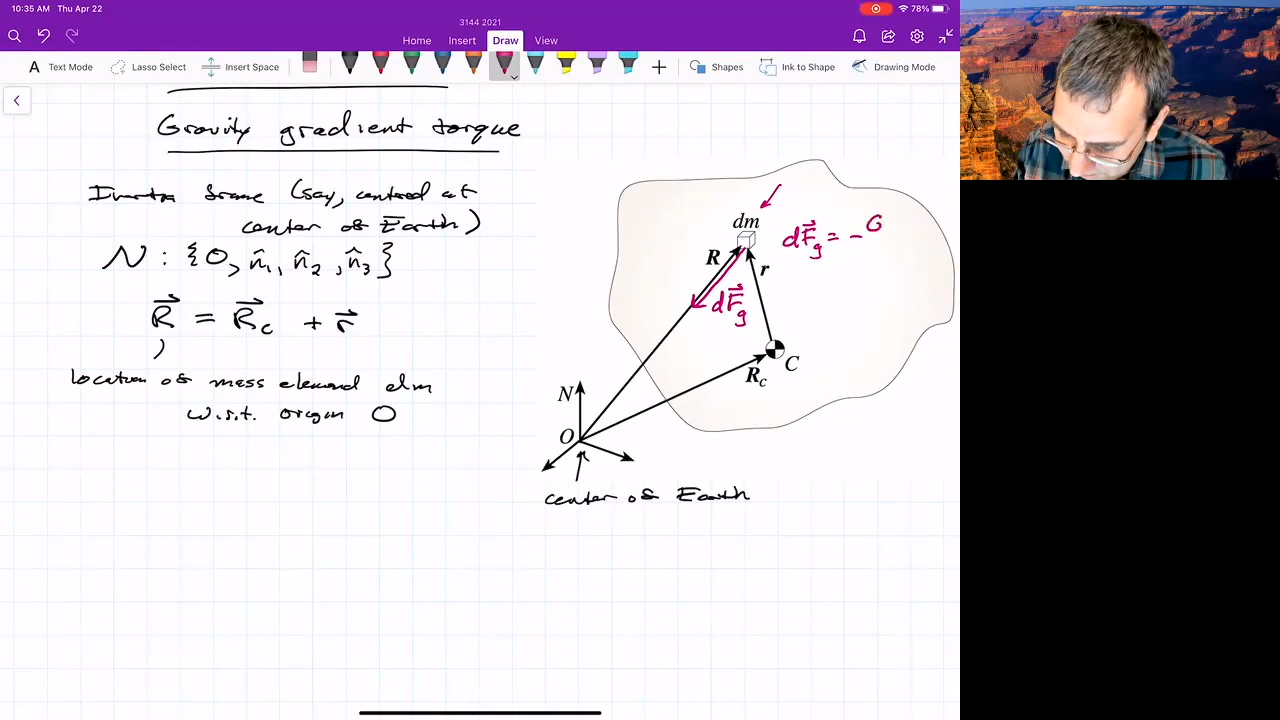 10:35 AM Thu Apr 22
78%
3144 2021
Home Insert Draw View
Text Mode Lasso Select Insert Space Shapes Ink to Shape Drawing Mode
Gravity gradient torque
Inertial frame (say, centered at
center of Earth)
N : {O, n̂₁, n̂₂, n̂₃}
R⃗ = R⃗c + r⃗
location of mass element dm
w.r.t. origin O
dm
dF⃗g = -G
R
r
dF⃗g
C
Rc
N
O
center of Earth